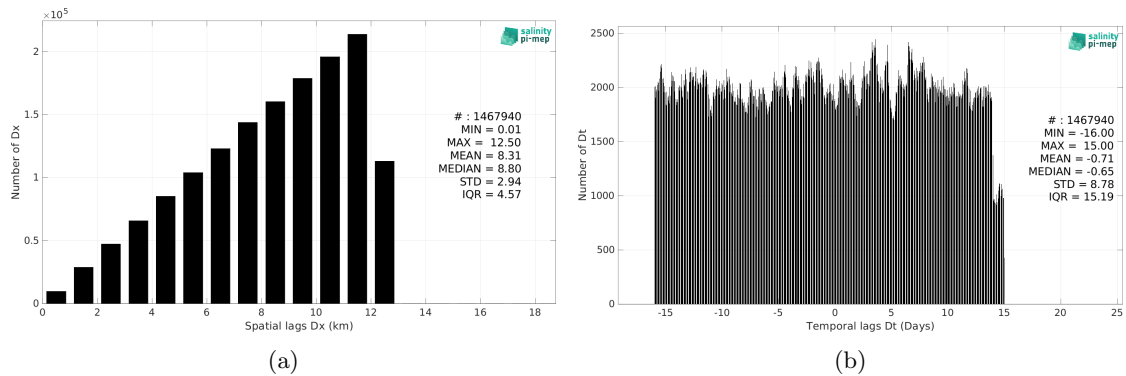 ×10⁵
salinity
pi-mep
Number of Dx
2
1.5
1
0.5
0
# : 1467940
MIN = 0.01
MAX = 12.50
MEAN = 8.31
MEDIAN = 8.80
STD = 2.94
IQR = 4.57
0 2 4 6 8 10 12 14 16 18
Spatial lags Dx (km)
(a)
salinity
pi-mep
Number of Dt
2500
2000
1500
1000
500
0
# : 1467940
MIN = -16.00
MAX = 15.00
MEAN = -0.71
MEDIAN = -0.65
STD = 8.78
IQR = 15.19
-15 -10 -5 0 5 10 15 20 25
Temporal lags Dt (Days)
(b)